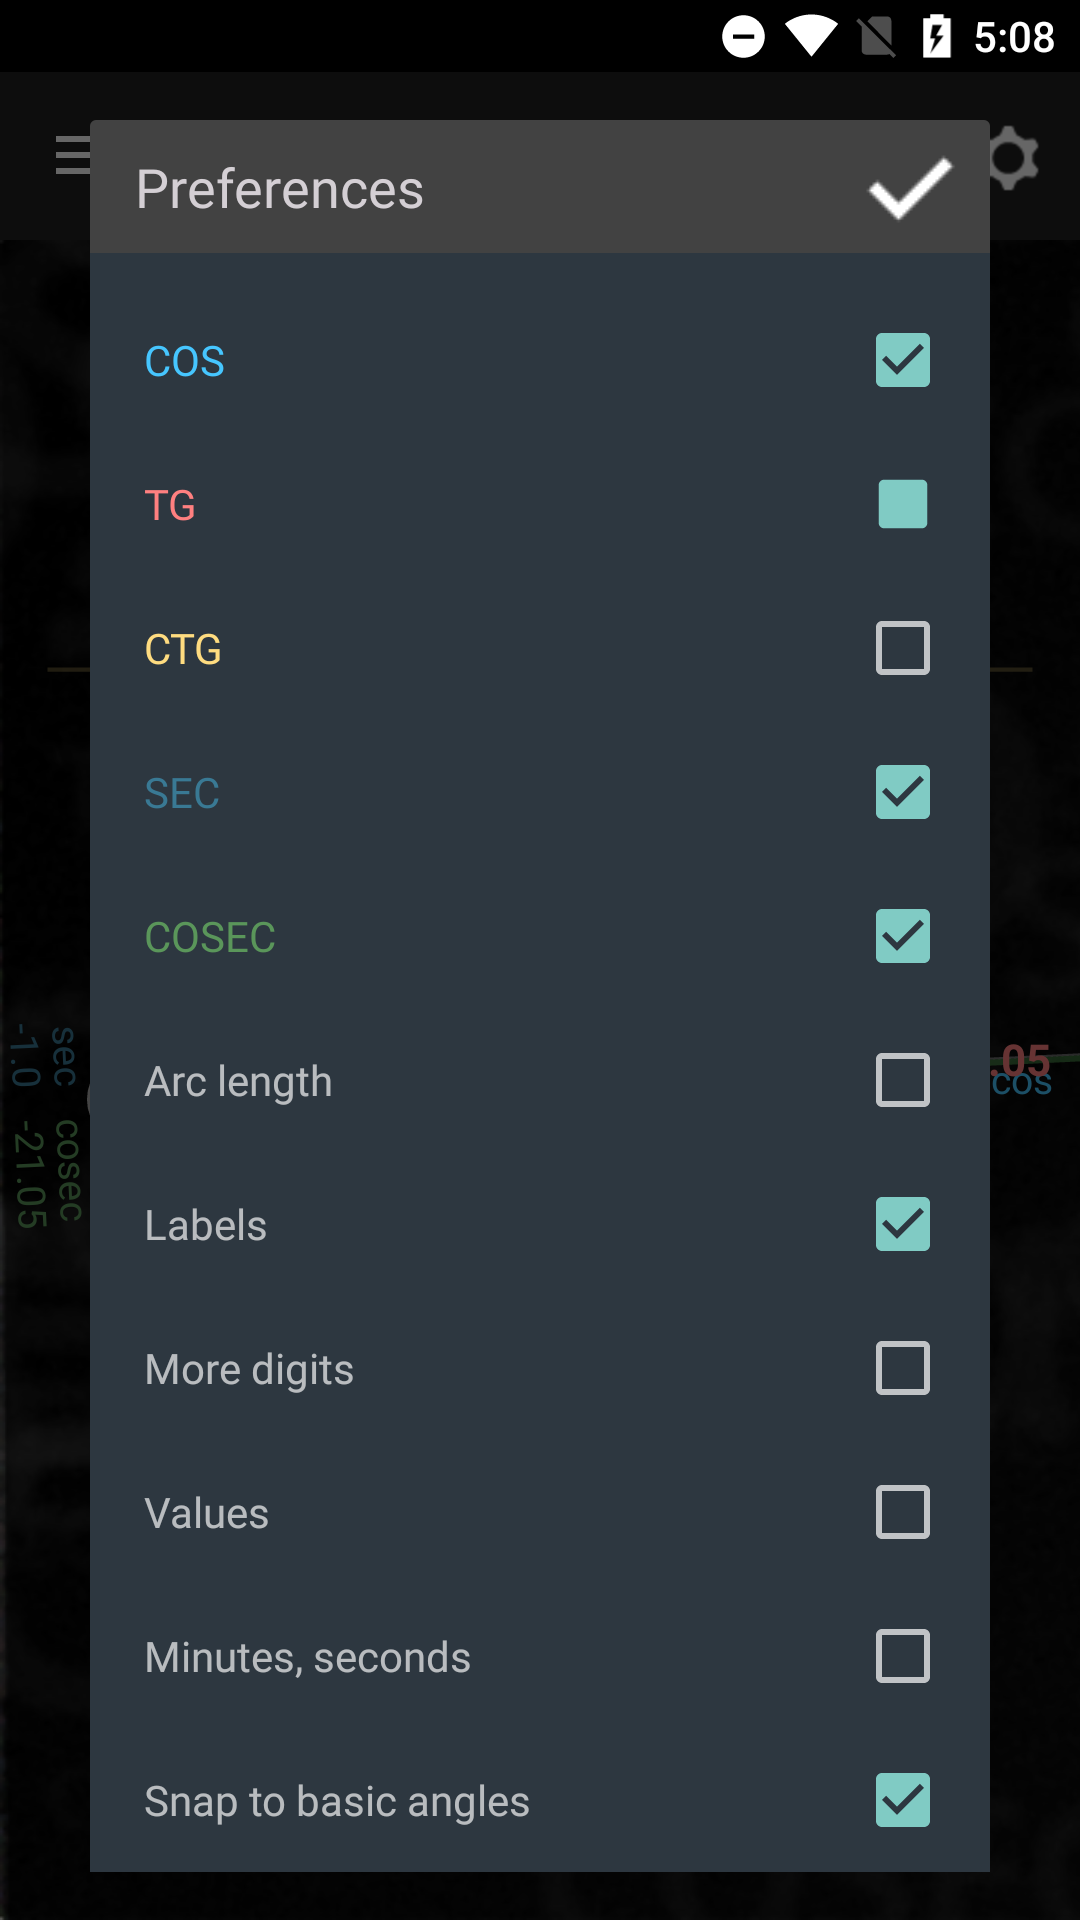 5:08
Preferences
COS
TG
CTG
SEC
COSEC
sec
-1.0
.05
cos
Arc length
cosec
-21.05
Labels
More digits
Values
Minutes, seconds
Snap to basic angles